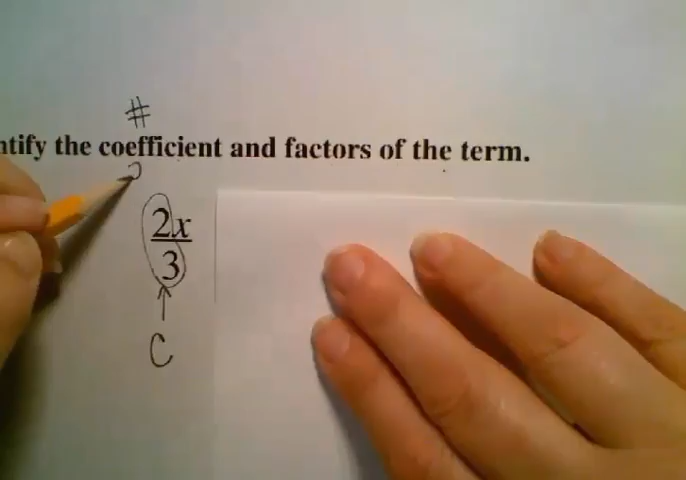 #
ntify the coefficient and factors of the term.
2x
3
C